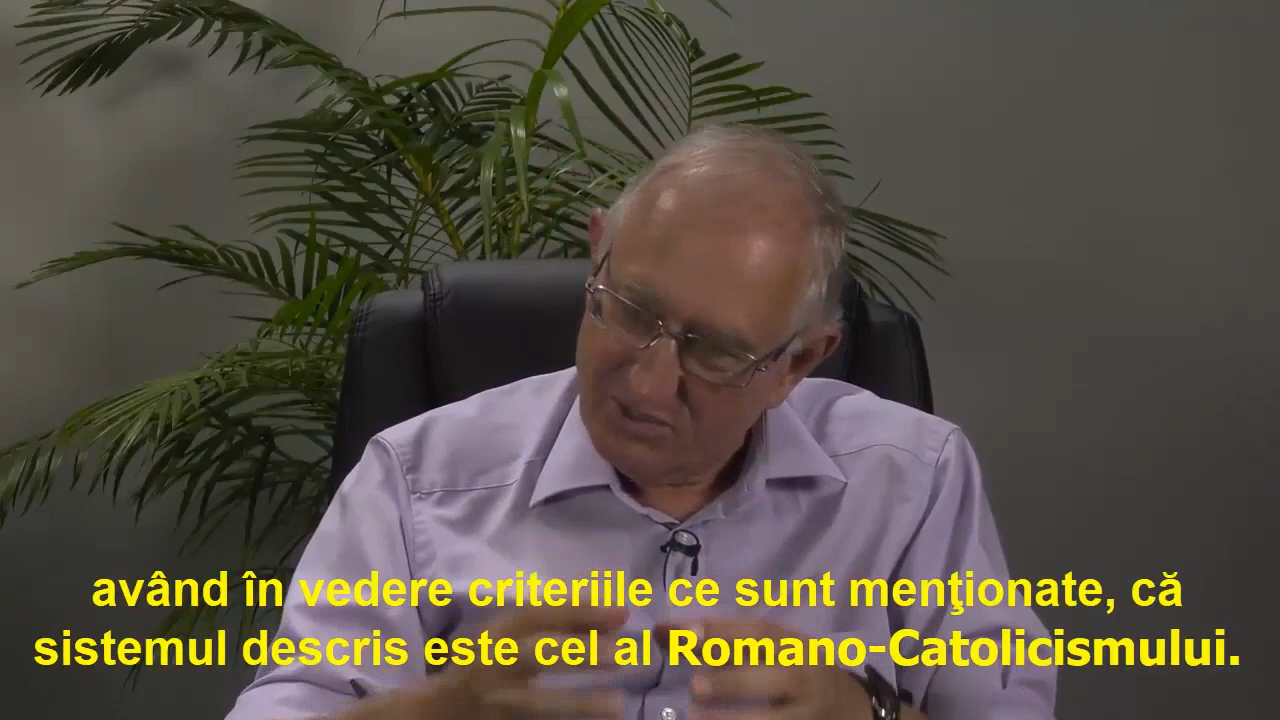 având în vedere criteriile ce sunt menţionate, că
sistemul descris este cel al Romano-Catolicismului.